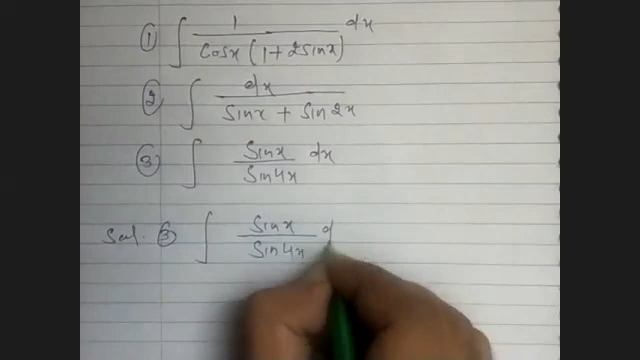 ① ∫ 1 / (Cosx (1 + 2Sinx)) dx
② ∫ dx / (Sinx + Sin2x)
③ ∫ Sinx / Sin4x dx
Sol. ③ ∫ Sinx / Sin4x d